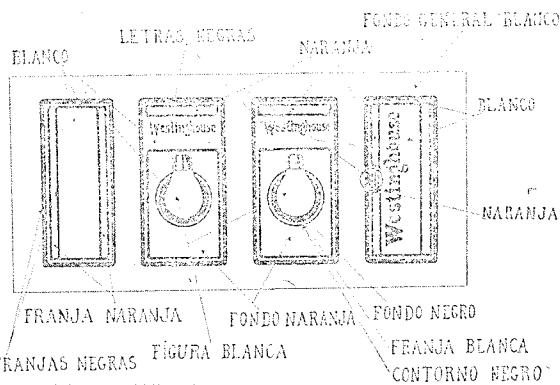 FONDO GENERAL BLANCO
LETRAS NEGRAS
NARANJA
BLANCO
BLANCO
Westinghouse
Westinghouse
Westinghouse
NARANJA
FRANJA NARANJA
FONDO NARANJA
FONDO NEGRO
FRANJAS NEGRAS
FIGURA BLANCA
FRANJA BLANCA
CONTORNO NEGRO